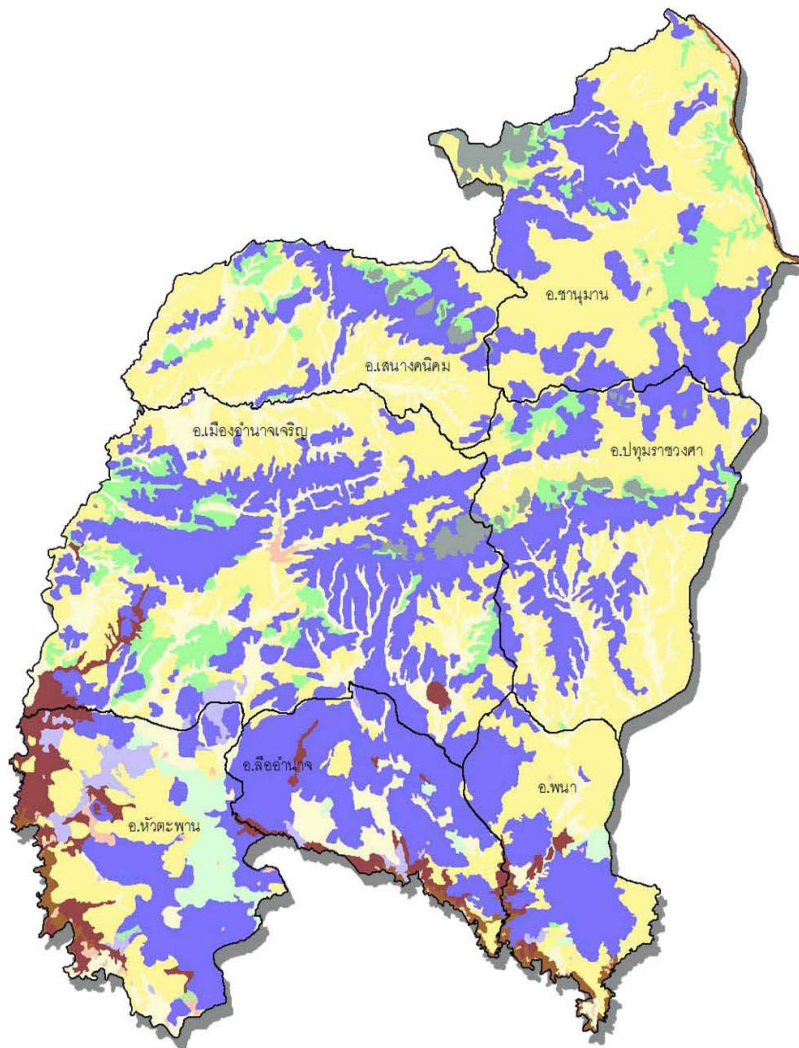 อ.ชานุมาน
อ.เสนางคนิคม
อ.เมืองอำนาจเจริญ
อ.ปทุมราชวงศา
อ.ลืออำนาจ
อ.พนา
อ.หัวตะพาน